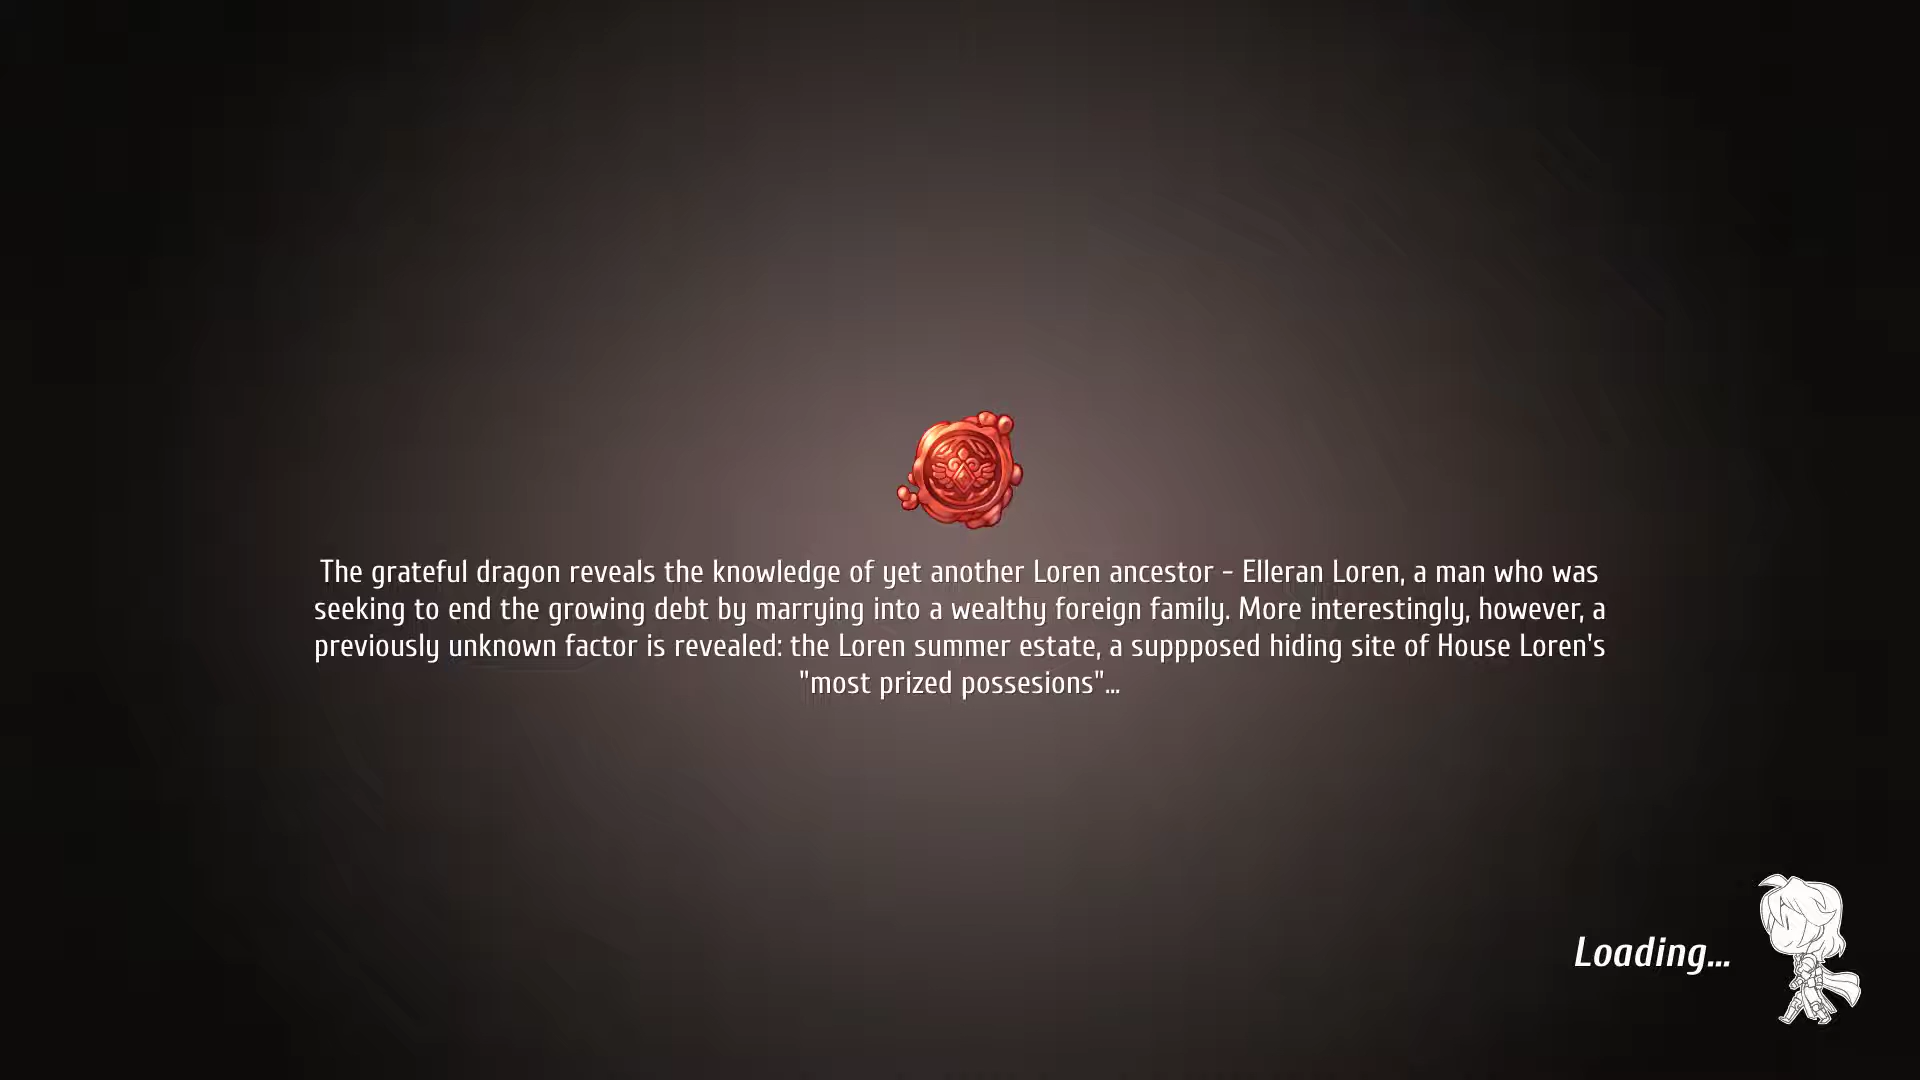 The grateful dragon reveals the knowledge of yet another Loren ancestor - Elleran Loren, a man who was
seeking to end the growing debt by marrying into a wealthy foreign family. More interestingly, however, a
previously unknown factor is revealed: the Loren summer estate, a suppposed hiding site of House Loren's
"most prized possesions"...
Loading...